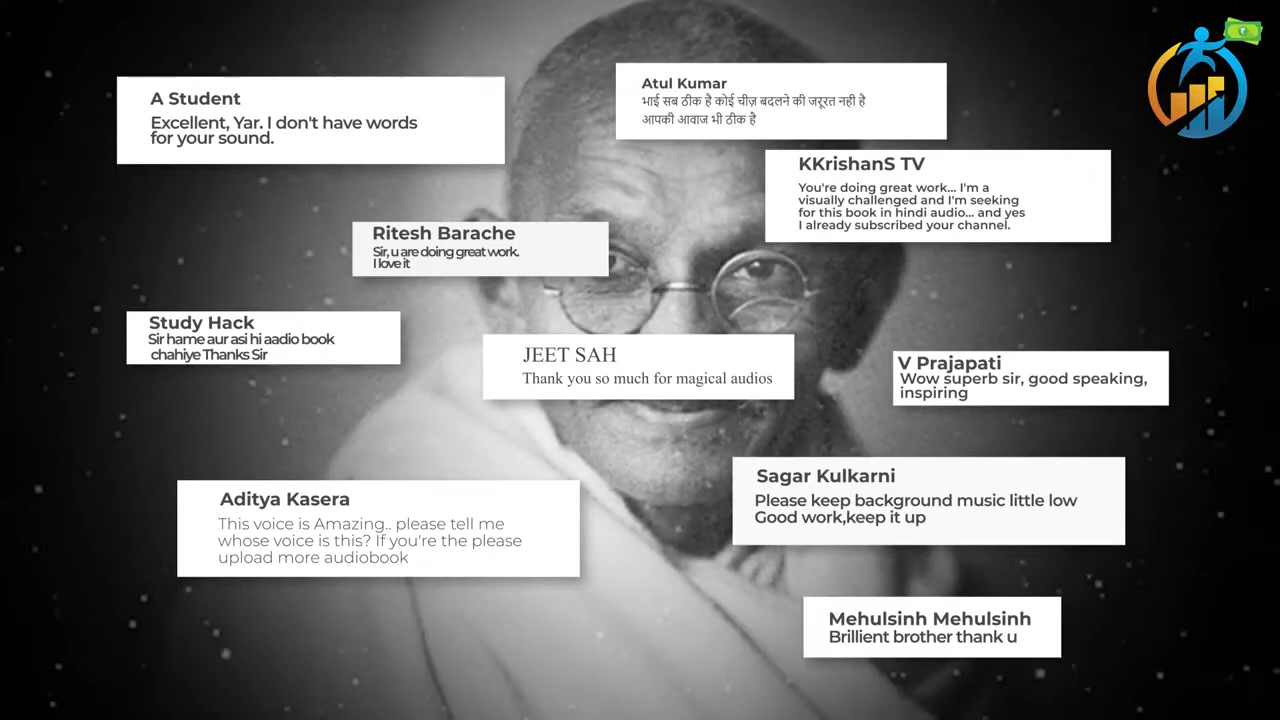 A Student
Excellent, Yar. I don't have words
for your sound.
Atul Kumar
भाई सब ठीक है कोई चीज़ बदलने की जरूरत नही है
आपकी आवाज भी ठीक है
KKrishanS TV
You're doing great work... I'm a
visually challenged and I'm seeking
for this book in hindi audio... and yes
I already subscribed your channel.
Ritesh Barache
Sir, u are doing great work.
I love it
Study Hack
Sir hame aur asi hi aadio book
chahiye Thanks Sir
JEET SAH
Thank you so much for magical audios
V Prajapati
Wow superb sir, good speaking,
inspiring
Aditya Kasera
This voice is Amazing.. please tell me
whose voice is this? If you're the please
upload more audiobook
Sagar Kulkarni
Please keep background music little low
Good work,keep it up
Mehulsinh Mehulsinh
Brillient brother thank u